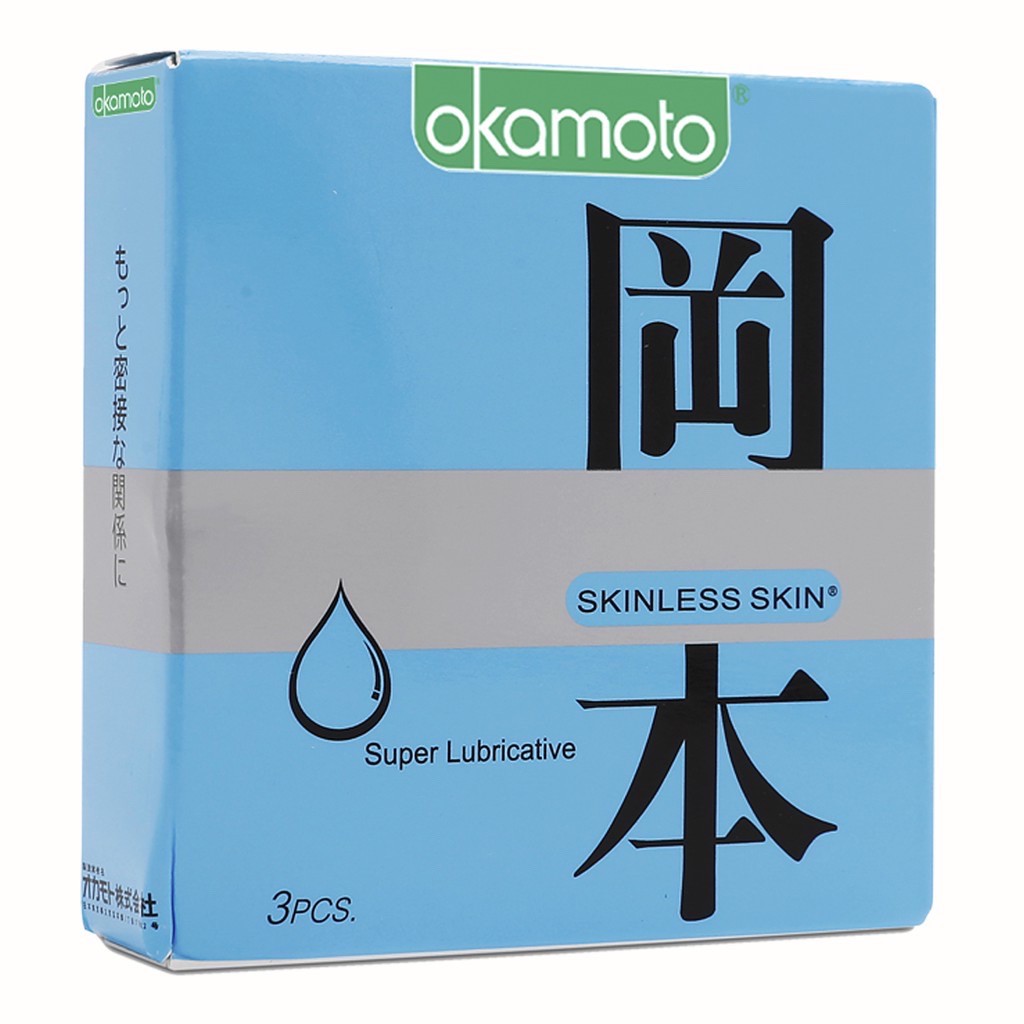 okamoto
もっと密接な関係に
オカモト株式会社
okamoto®
岡本
SKINLESS SKIN®
Super Lubricative
3PCS.